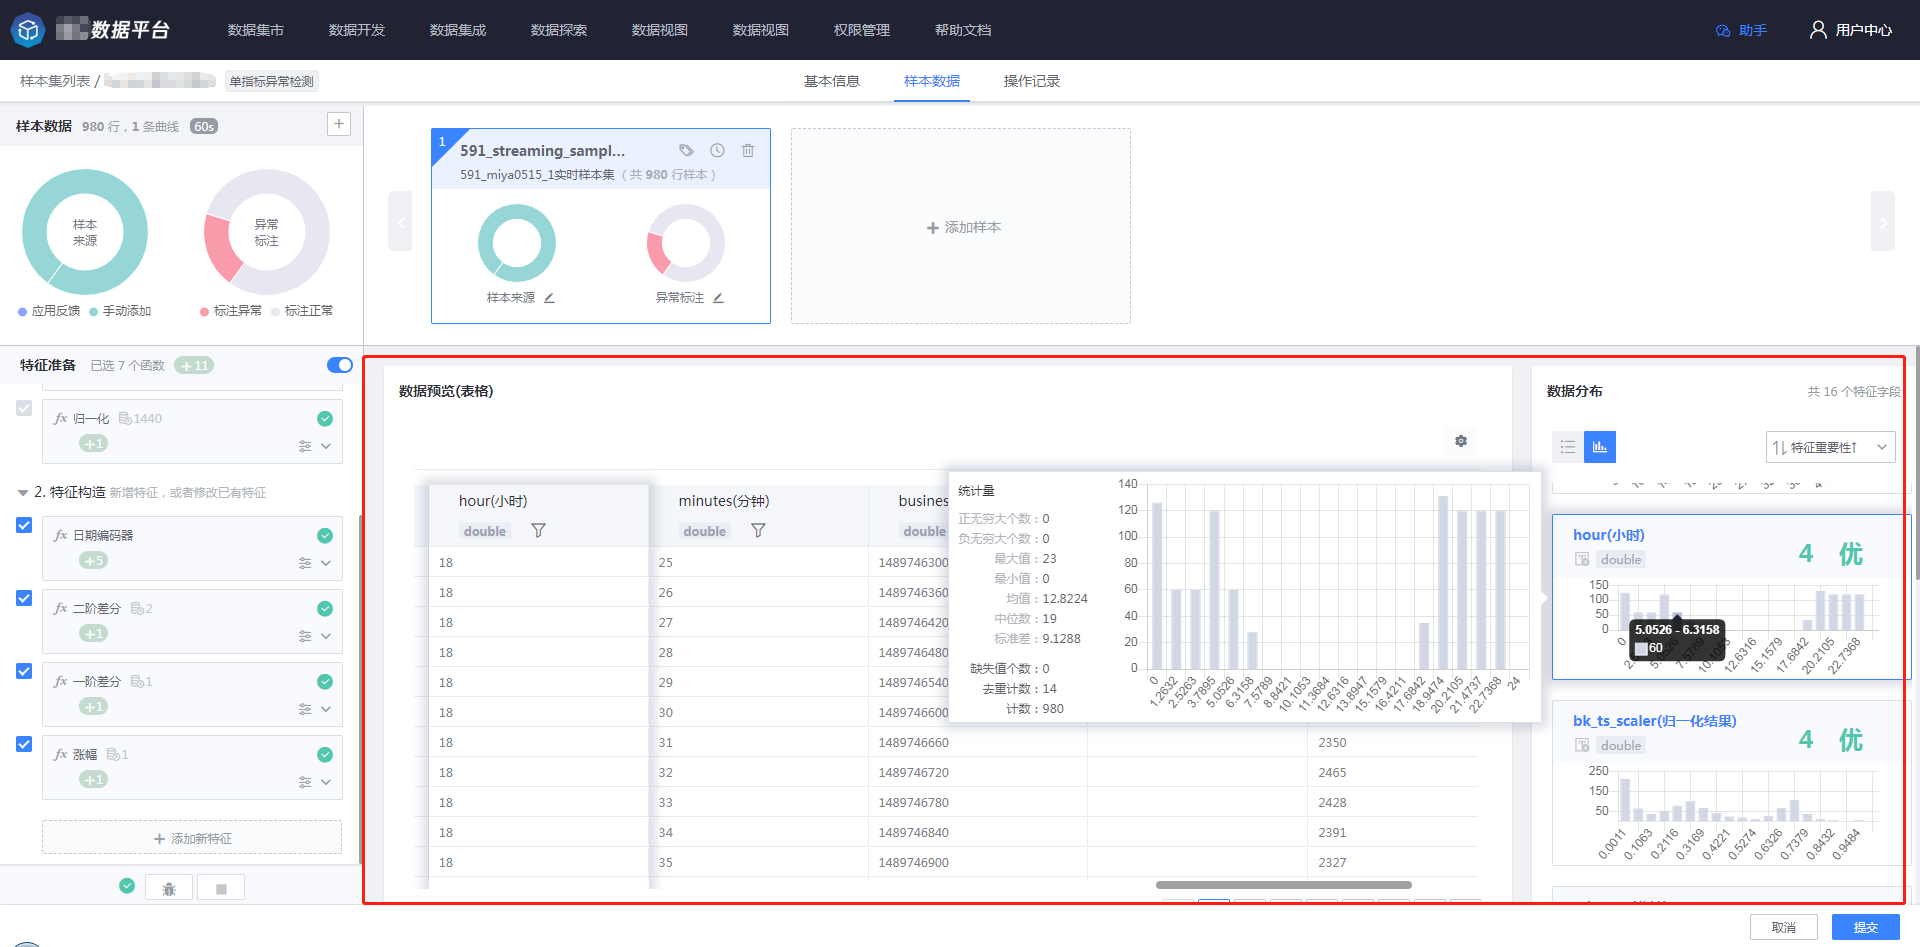 数据平台
数据集市
数据开发
数据集成
数据探索
数据视图
数据视图
权限管理
帮助文档
助手
用户中心
样本集列表 /
单指标异常检测
基本信息
样本数据
操作记录
样本数据 980 行，1 条曲线 60s
+
样本
来源
异常
标注
应用反馈 手动添加
标注异常 标注正常
1
591_streaming_sampl...
591_miya0515_1实时样本集（共 980 行样本）
样本来源
异常标注
+ 添加样本
特征准备 已选 7 个函数 +11
fx 归一化 1440
+1
2. 特征构造 新增特征，或者修改已有特征
fx 日期编码器
+5
fx 二阶差分 2
+1
fx 一阶差分 1
+1
fx 涨幅 1
+1
+ 添加新特征
数据预览(表格)
hour(小时) minutes(分钟) busines
double double double
18 25 1489746300
18 26 1489746360
18 27 1489746420
18 28 1489746480
18 29 1489746540
18 30 1489746600
18 31 1489746660 2350
18 32 1489746720 2465
18 33 1489746780 2428
18 34 1489746840 2391
18 35 1489746900 2327
统计量
正无穷大个数：0
负无穷大个数：0
最大值：23
最小值：0
均值：12.8224
中位数：19
标准差：9.1288
缺失值个数：0
去重计数：14
计数：980
140
120
100
80
60
40
20
0
0 1.2632 2.5263 3.7895 5.0526 6.3158 7.5789 8.8421 10.1053 11.3684 12.6316 13.8947 15.1579 16.4211 17.6842 18.9474 20.2105 21.4737 22.7368 24
数据分布
共 16 个特征字段
特征重要性↑
hour(小时)
double
4 优
150
100
50
0
5.0526 - 6.3158
60
0 12.6316 15.1579 17.6842 20.2105 22.7368
bk_ts_scaler(归一化结果)
double
4 优
250
150
50
0.0011 0.1063 0.2116 0.3169 0.4221 0.5274 0.6326 0.7379 0.8432 0.9484
取消
提交